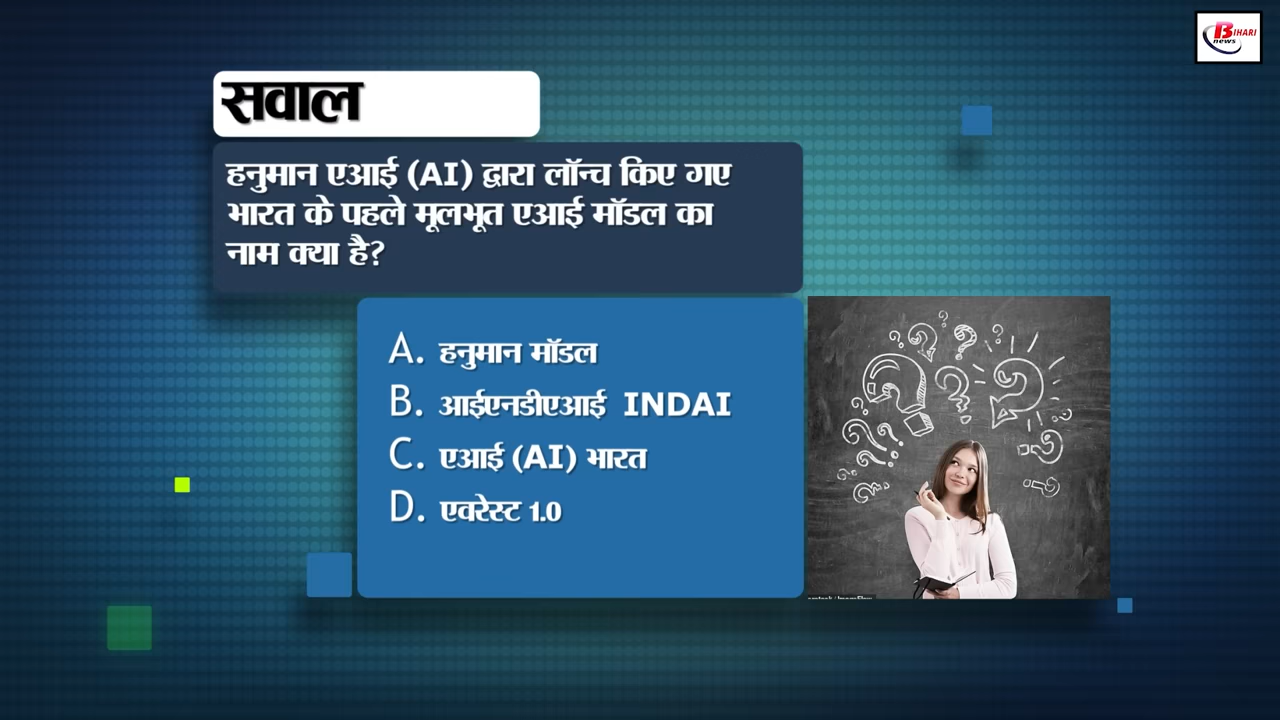 BIHARI
news
सवाल
हनुमान एआई (AI) द्वारा लॉन्च किए गए
भारत के पहले मूलभूत एआई मॉडल का
नाम क्या है?
A. हनुमान मॉडल
B. आईएनडीएआई INDAI
C. एआई (AI) भारत
D. एवरेस्ट 1.0